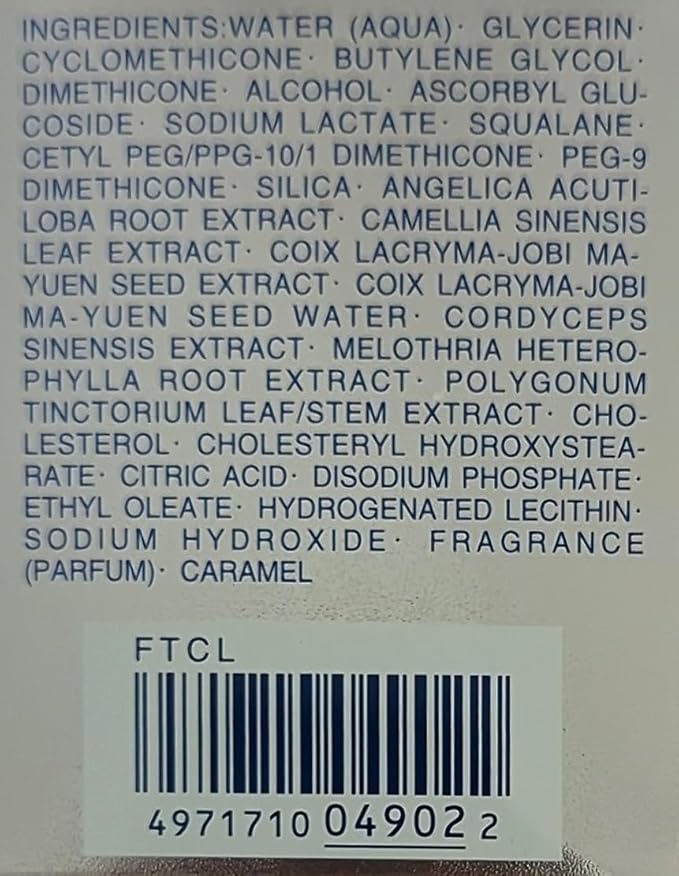 INGREDIENTS:WATER (AQUA)· GLYCERIN·
CYCLOMETHICONE· BUTYLENE GLYCOL·
DIMETHICONE· ALCOHOL· ASCORBYL GLU-
COSIDE· SODIUM LACTATE· SQUALANE·
CETYL PEG/PPG-10/1 DIMETHICONE· PEG-9
DIMETHICONE· SILICA· ANGELICA ACUTI-
LOBA ROOT EXTRACT· CAMELLIA SINENSIS
LEAF EXTRACT· COIX LACRYMA-JOBI MA-
YUEN SEED EXTRACT· COIX LACRYMA-JOBI
MA-YUEN SEED WATER· CORDYCEPS
SINENSIS EXTRACT· MELOTHRIA HETERO-
PHYLLA ROOT EXTRACT· POLYGONUM
TINCTORIUM LEAF/STEM EXTRACT· CHO-
LESTEROL· CHOLESTERYL HYDROXYSTEA-
RATE· CITRIC ACID· DISODIUM PHOSPHATE·
ETHYL OLEATE· HYDROGENATED LECITHIN·
SODIUM HYDROXIDE· FRAGRANCE
(PARFUM)· CARAMEL
FTCL
4971710 04902 2